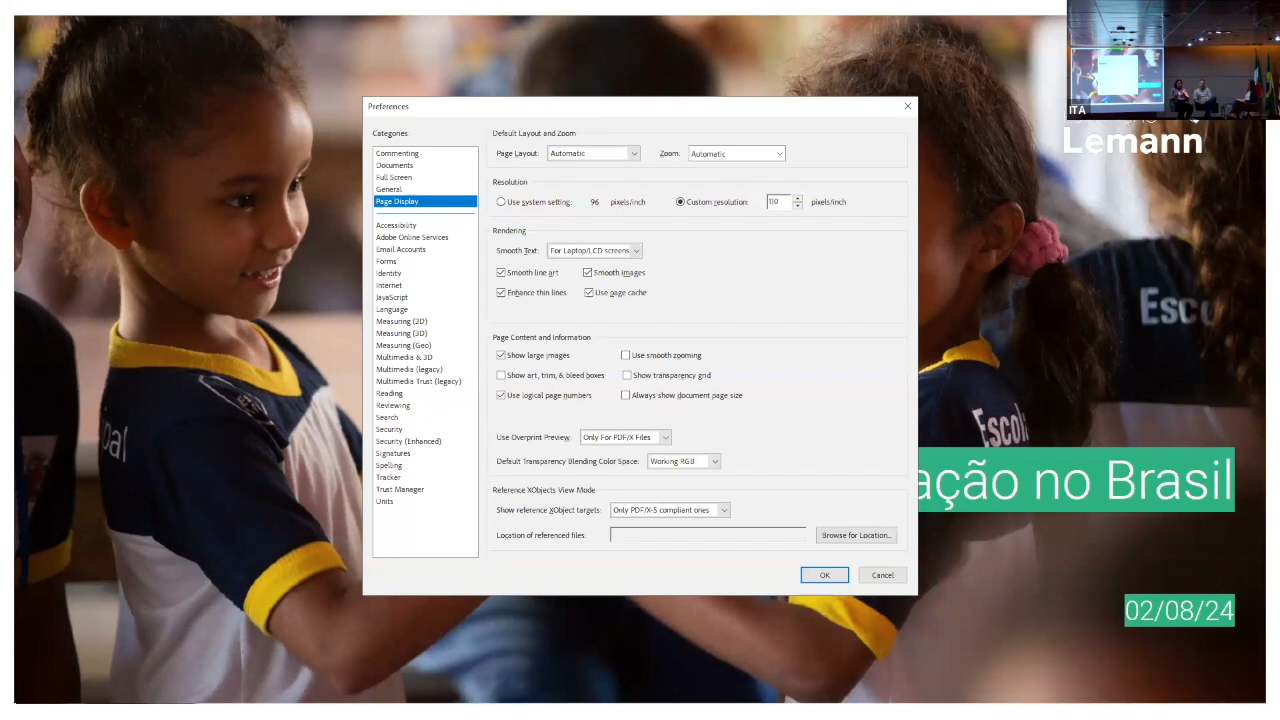 Preferences
Categories:
Commenting
Documents
Full Screen
General
Page Display
Accessibility
Adobe Online Services
Email Accounts
Forms
Identity
Internet
JavaScript
Language
Measuring (2D)
Measuring (3D)
Measuring (Geo)
Multimedia & 3D
Multimedia (legacy)
Multimedia Trust (legacy)
Reading
Reviewing
Search
Security
Security (Enhanced)
Signatures
Spelling
Tracker
Trust Manager
Units
Default Layout and Zoom
Page Layout: Automatic Zoom: Automatic
Resolution
Use system setting: 96 pixels/inch Custom resolution: 110 pixels/inch
Rendering
Smooth Text: For Laptop/LCD screens
Smooth line art Smooth images
Enhance thin lines Use page cache
Page Content and Information
Show large images Use smooth zooming
Show art, trim, & bleed boxes Show transparency grid
Use logical page numbers Always show document page size
Use Overprint Preview: Only For PDF/X Files
Default Transparency Blending Color Space: Working RGB
Reference XObjects View Mode
Show reference XObject targets: Only PDF/X-5 compliant ones
Location of referenced files:
Browse for Location...
OK Cancel
ITA
Lemann
Esco
Escola
pal
ação no Brasil
02/08/24